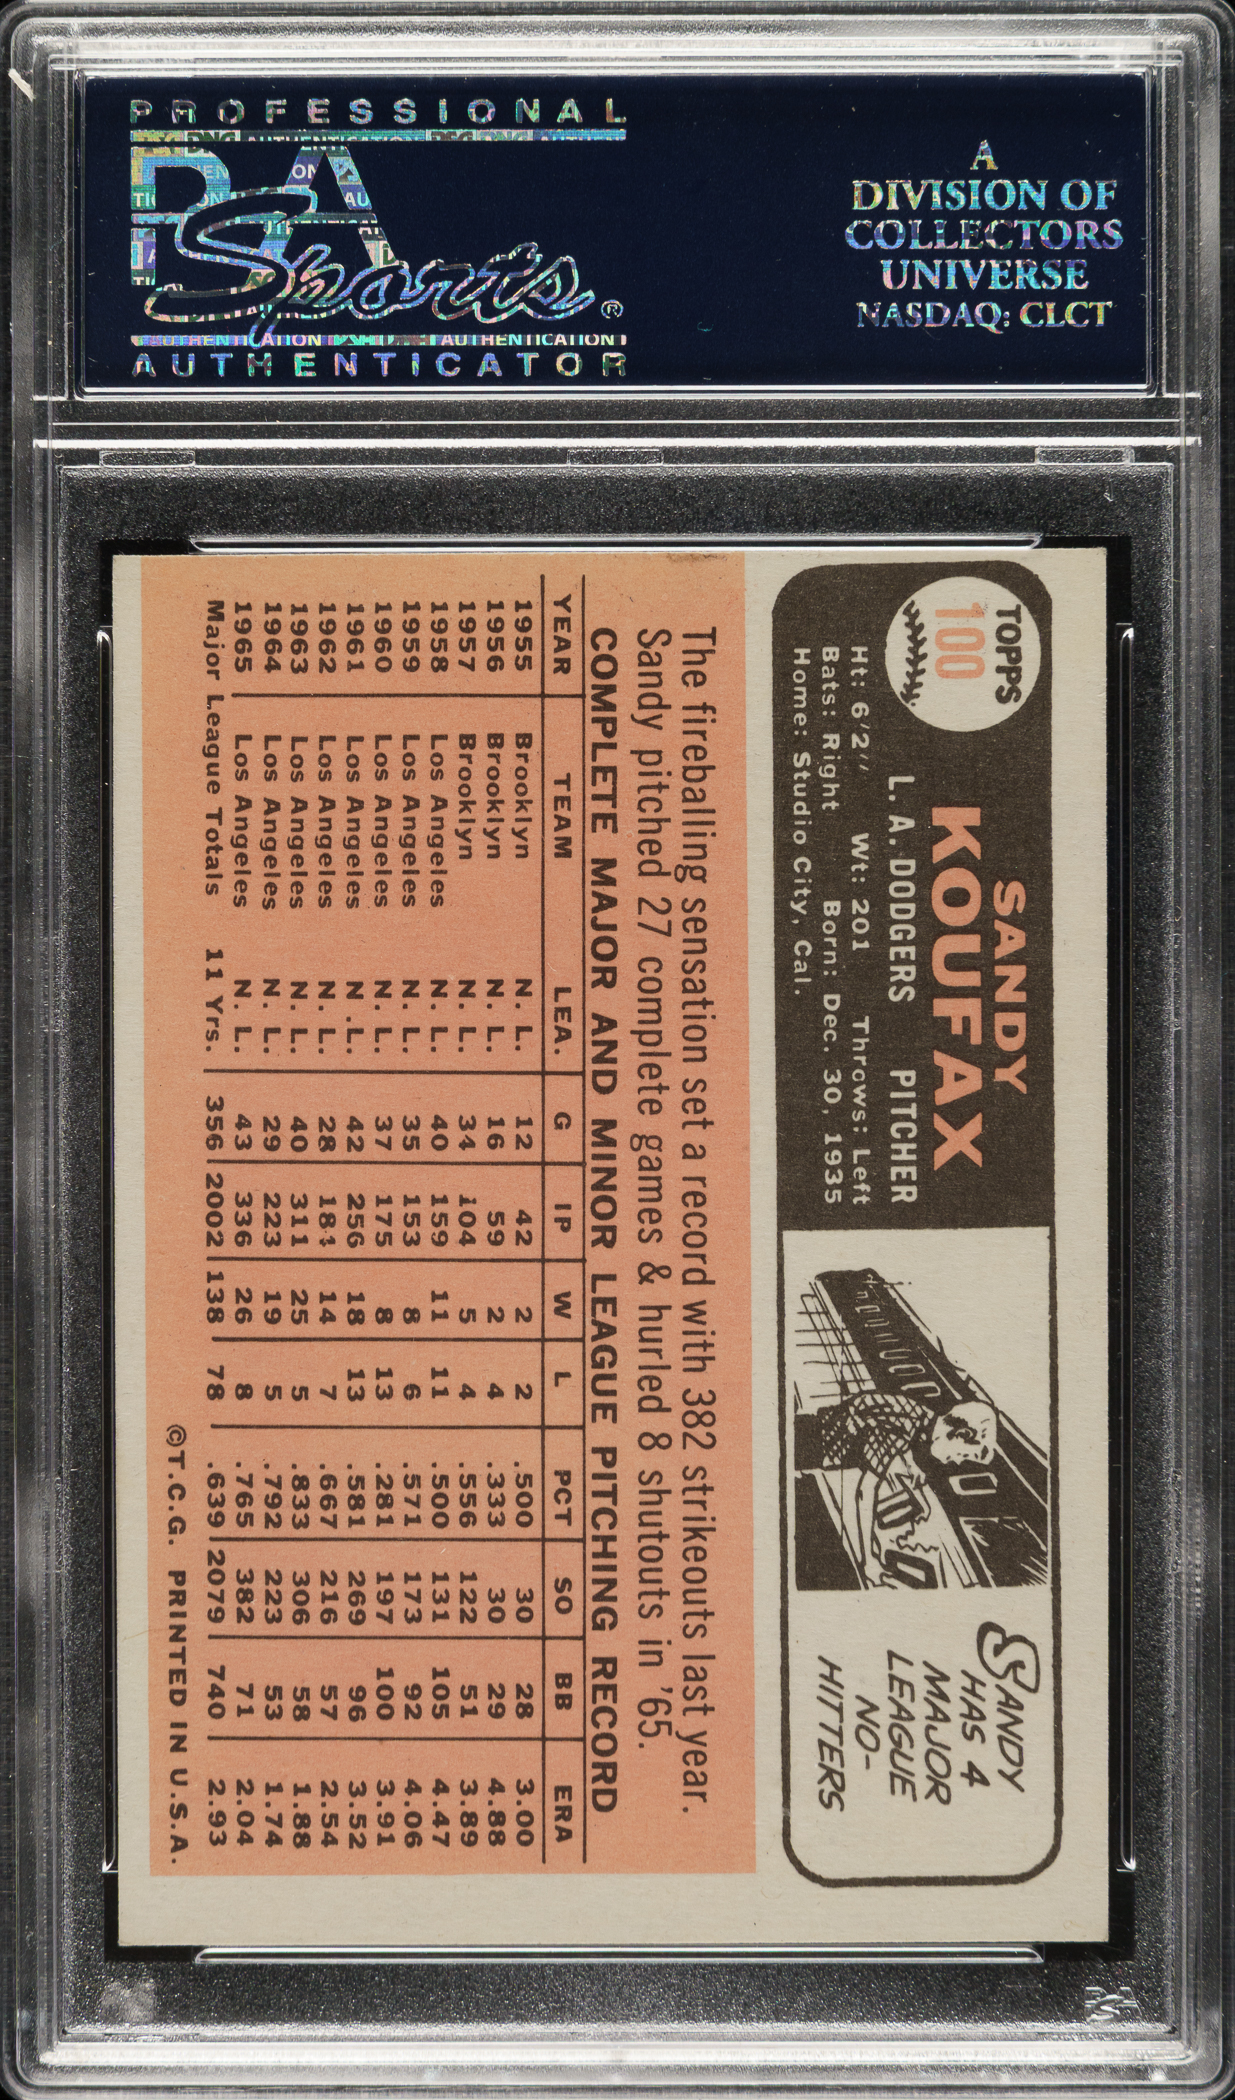 PROFESSIONAL
PSA
Sports®
AUTHENTICATOR
A
DIVISION OF
COLLECTORS
UNIVERSE
NASDAQ: CLCT
TOPPS
100
SANDY
KOUFAX
L. A. DODGERS PITCHER
Ht: 6'2" Wt: 201 Throws: Left
Bats: Right Born: Dec. 30, 1935
Home: Studio City, Cal.
SANDY
HAS 4
MAJOR
LEAGUE
NO-
HITTERS
The fireballing sensation set a record with 382 strikeouts last year.
Sandy pitched 27 complete games & hurled 8 shutouts in '65.
COMPLETE MAJOR AND MINOR LEAGUE PITCHING RECORD
YEAR TEAM LEA. G IP W L PCT SO BB ERA
1955 Brooklyn N. L. 12 42 2 2 .500 30 28 3.00
1956 Brooklyn N. L. 16 59 2 4 .333 30 29 4.88
1957 Brooklyn N. L. 34 104 5 4 .556 122 51 3.89
1958 Los Angeles N. L. 40 159 11 11 .500 131 105 4.47
1959 Los Angeles N. L. 35 153 8 6 .571 173 92 4.06
1960 Los Angeles N. L. 37 175 8 13 .281 197 100 3.91
1961 Los Angeles N .L. 42 256 18 13 .581 269 96 3.52
1962 Los Angeles N. L. 28 184 14 7 .667 216 57 2.54
1963 Los Angeles N. L. 40 311 25 5 .833 306 58 1.88
1964 Los Angeles N. L. 29 223 19 5 .792 223 53 1.74
1965 Los Angeles N. L. 43 336 26 8 .765 382 71 2.04
Major League Totals 11 Yrs. 356 2002 138 78 .639 2079 740 2.93
©T.C.G. PRINTED IN U.S.A.